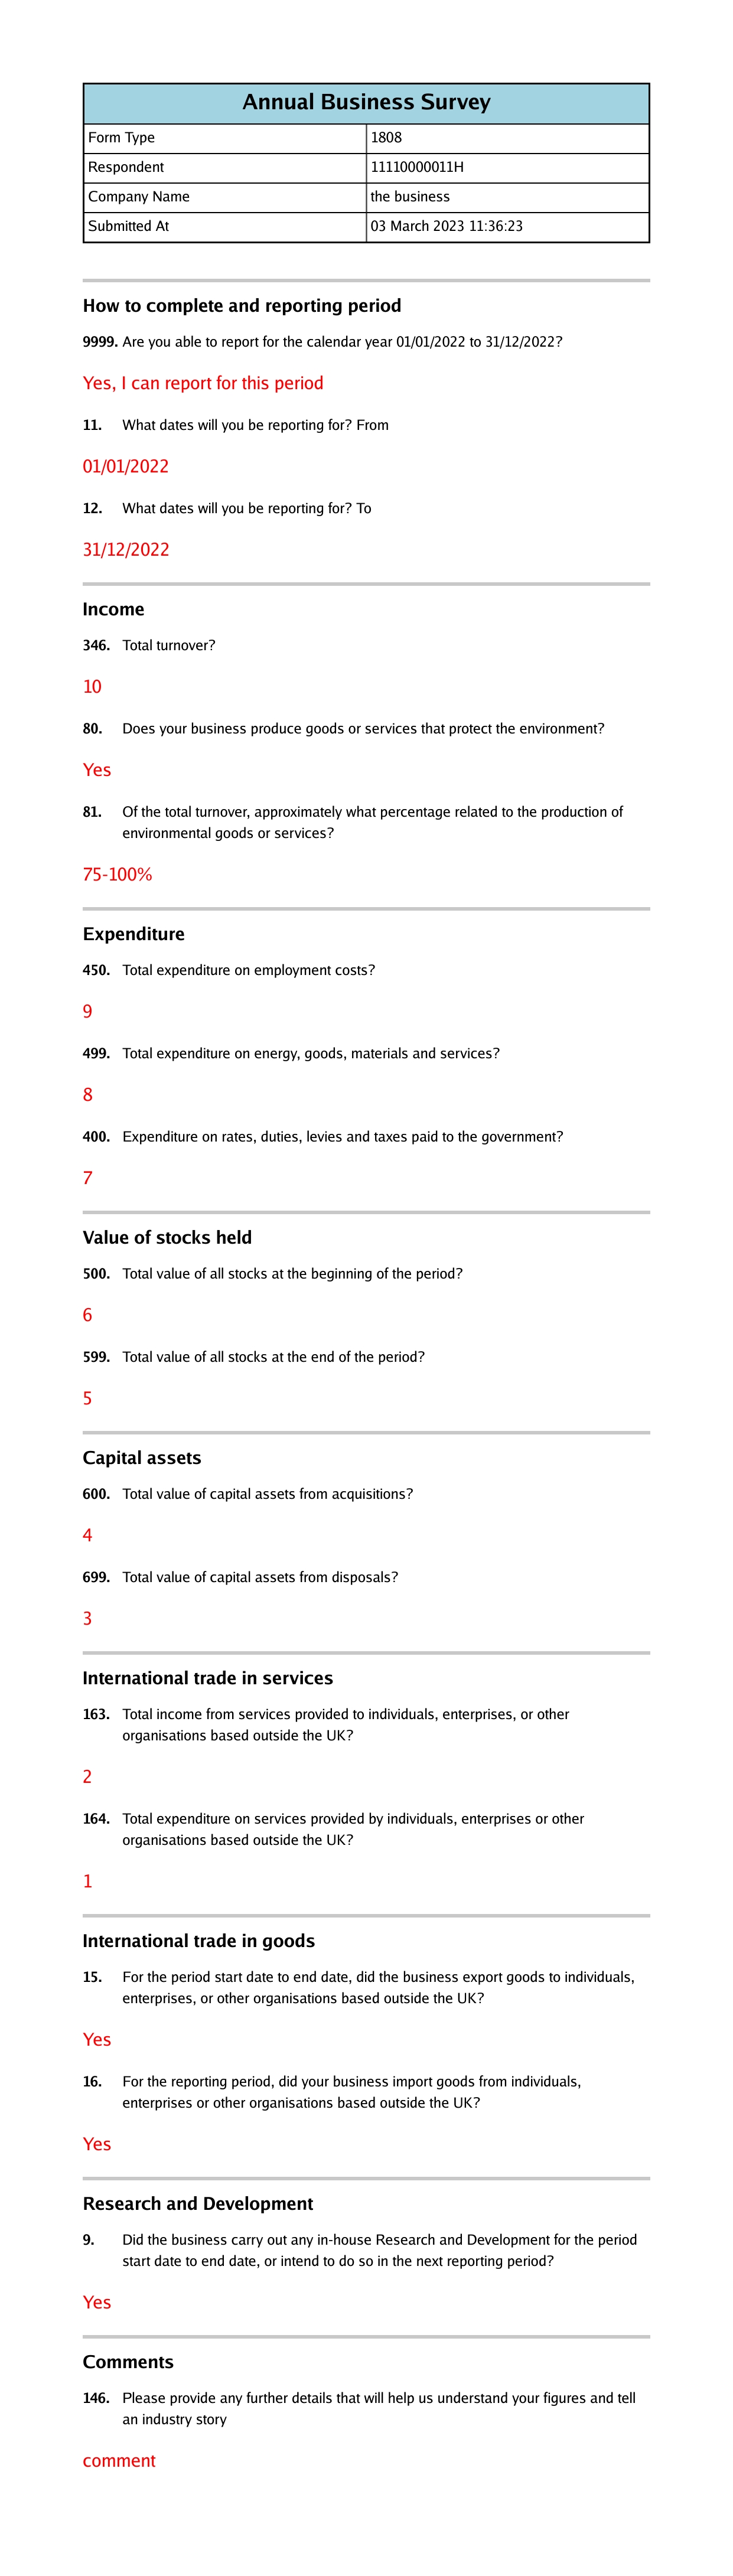 Annual Business Survey
Form Type 1808
Respondent 11110000011H
Company Name the business
Submitted At 03 March 2023 11:36:23
How to complete and reporting period
9999. Are you able to report for the calendar year 01/01/2022 to 31/12/2022?
Yes, I can report for this period
11. What dates will you be reporting for? From
01/01/2022
12. What dates will you be reporting for? To
31/12/2022
Income
346. Total turnover?
10
80. Does your business produce goods or services that protect the environment?
Yes
81. Of the total turnover, approximately what percentage related to the production of
environmental goods or services?
75-100%
Expenditure
450. Total expenditure on employment costs?
9
499. Total expenditure on energy, goods, materials and services?
8
400. Expenditure on rates, duties, levies and taxes paid to the government?
7
Value of stocks held
500. Total value of all stocks at the beginning of the period?
6
599. Total value of all stocks at the end of the period?
5
Capital assets
600. Total value of capital assets from acquisitions?
4
699. Total value of capital assets from disposals?
3
International trade in services
163. Total income from services provided to individuals, enterprises, or other
organisations based outside the UK?
2
164. Total expenditure on services provided by individuals, enterprises or other
organisations based outside the UK?
1
International trade in goods
15. For the period start date to end date, did the business export goods to individuals,
enterprises, or other organisations based outside the UK?
Yes
16. For the reporting period, did your business import goods from individuals,
enterprises or other organisations based outside the UK?
Yes
Research and Development
9. Did the business carry out any in-house Research and Development for the period
start date to end date, or intend to do so in the next reporting period?
Yes
Comments
146. Please provide any further details that will help us understand your figures and tell
an industry story
comment